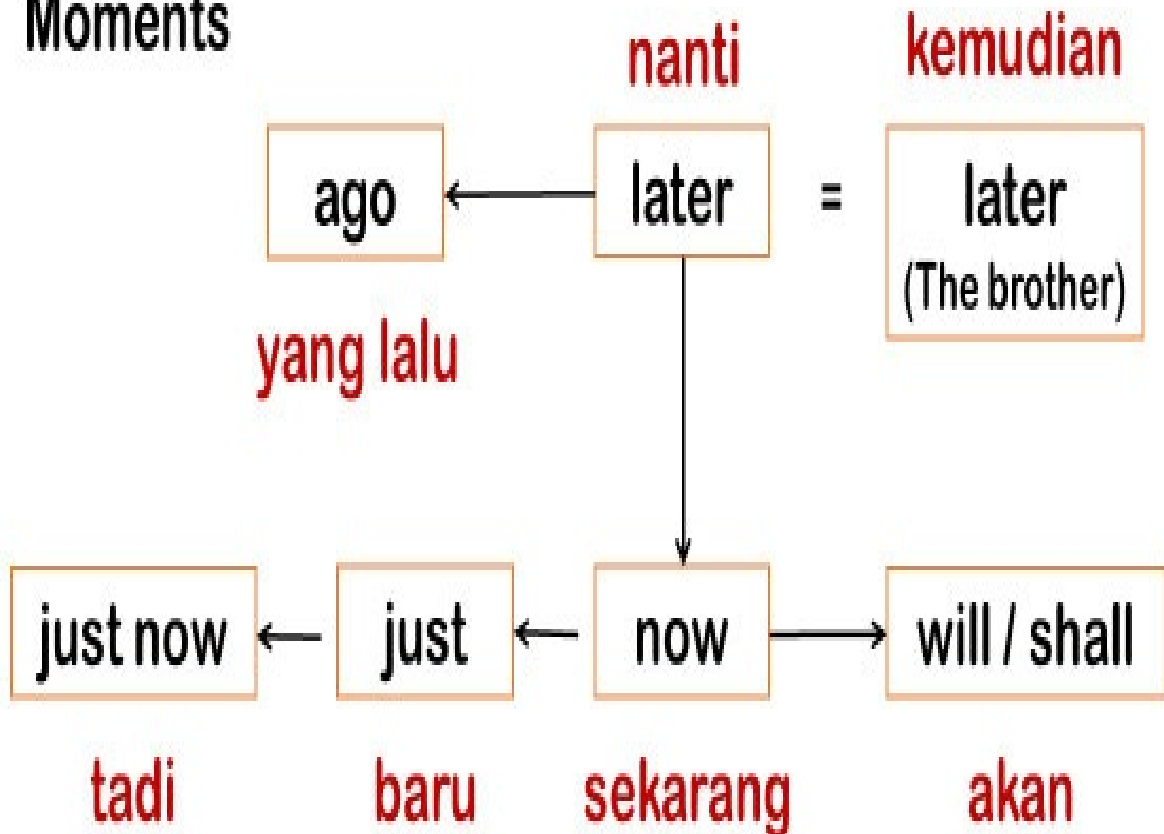 Moments
nanti kemudian
ago later = later
(The brother)
yang lalu
just now just now will / shall
tadi baru sekarang akan